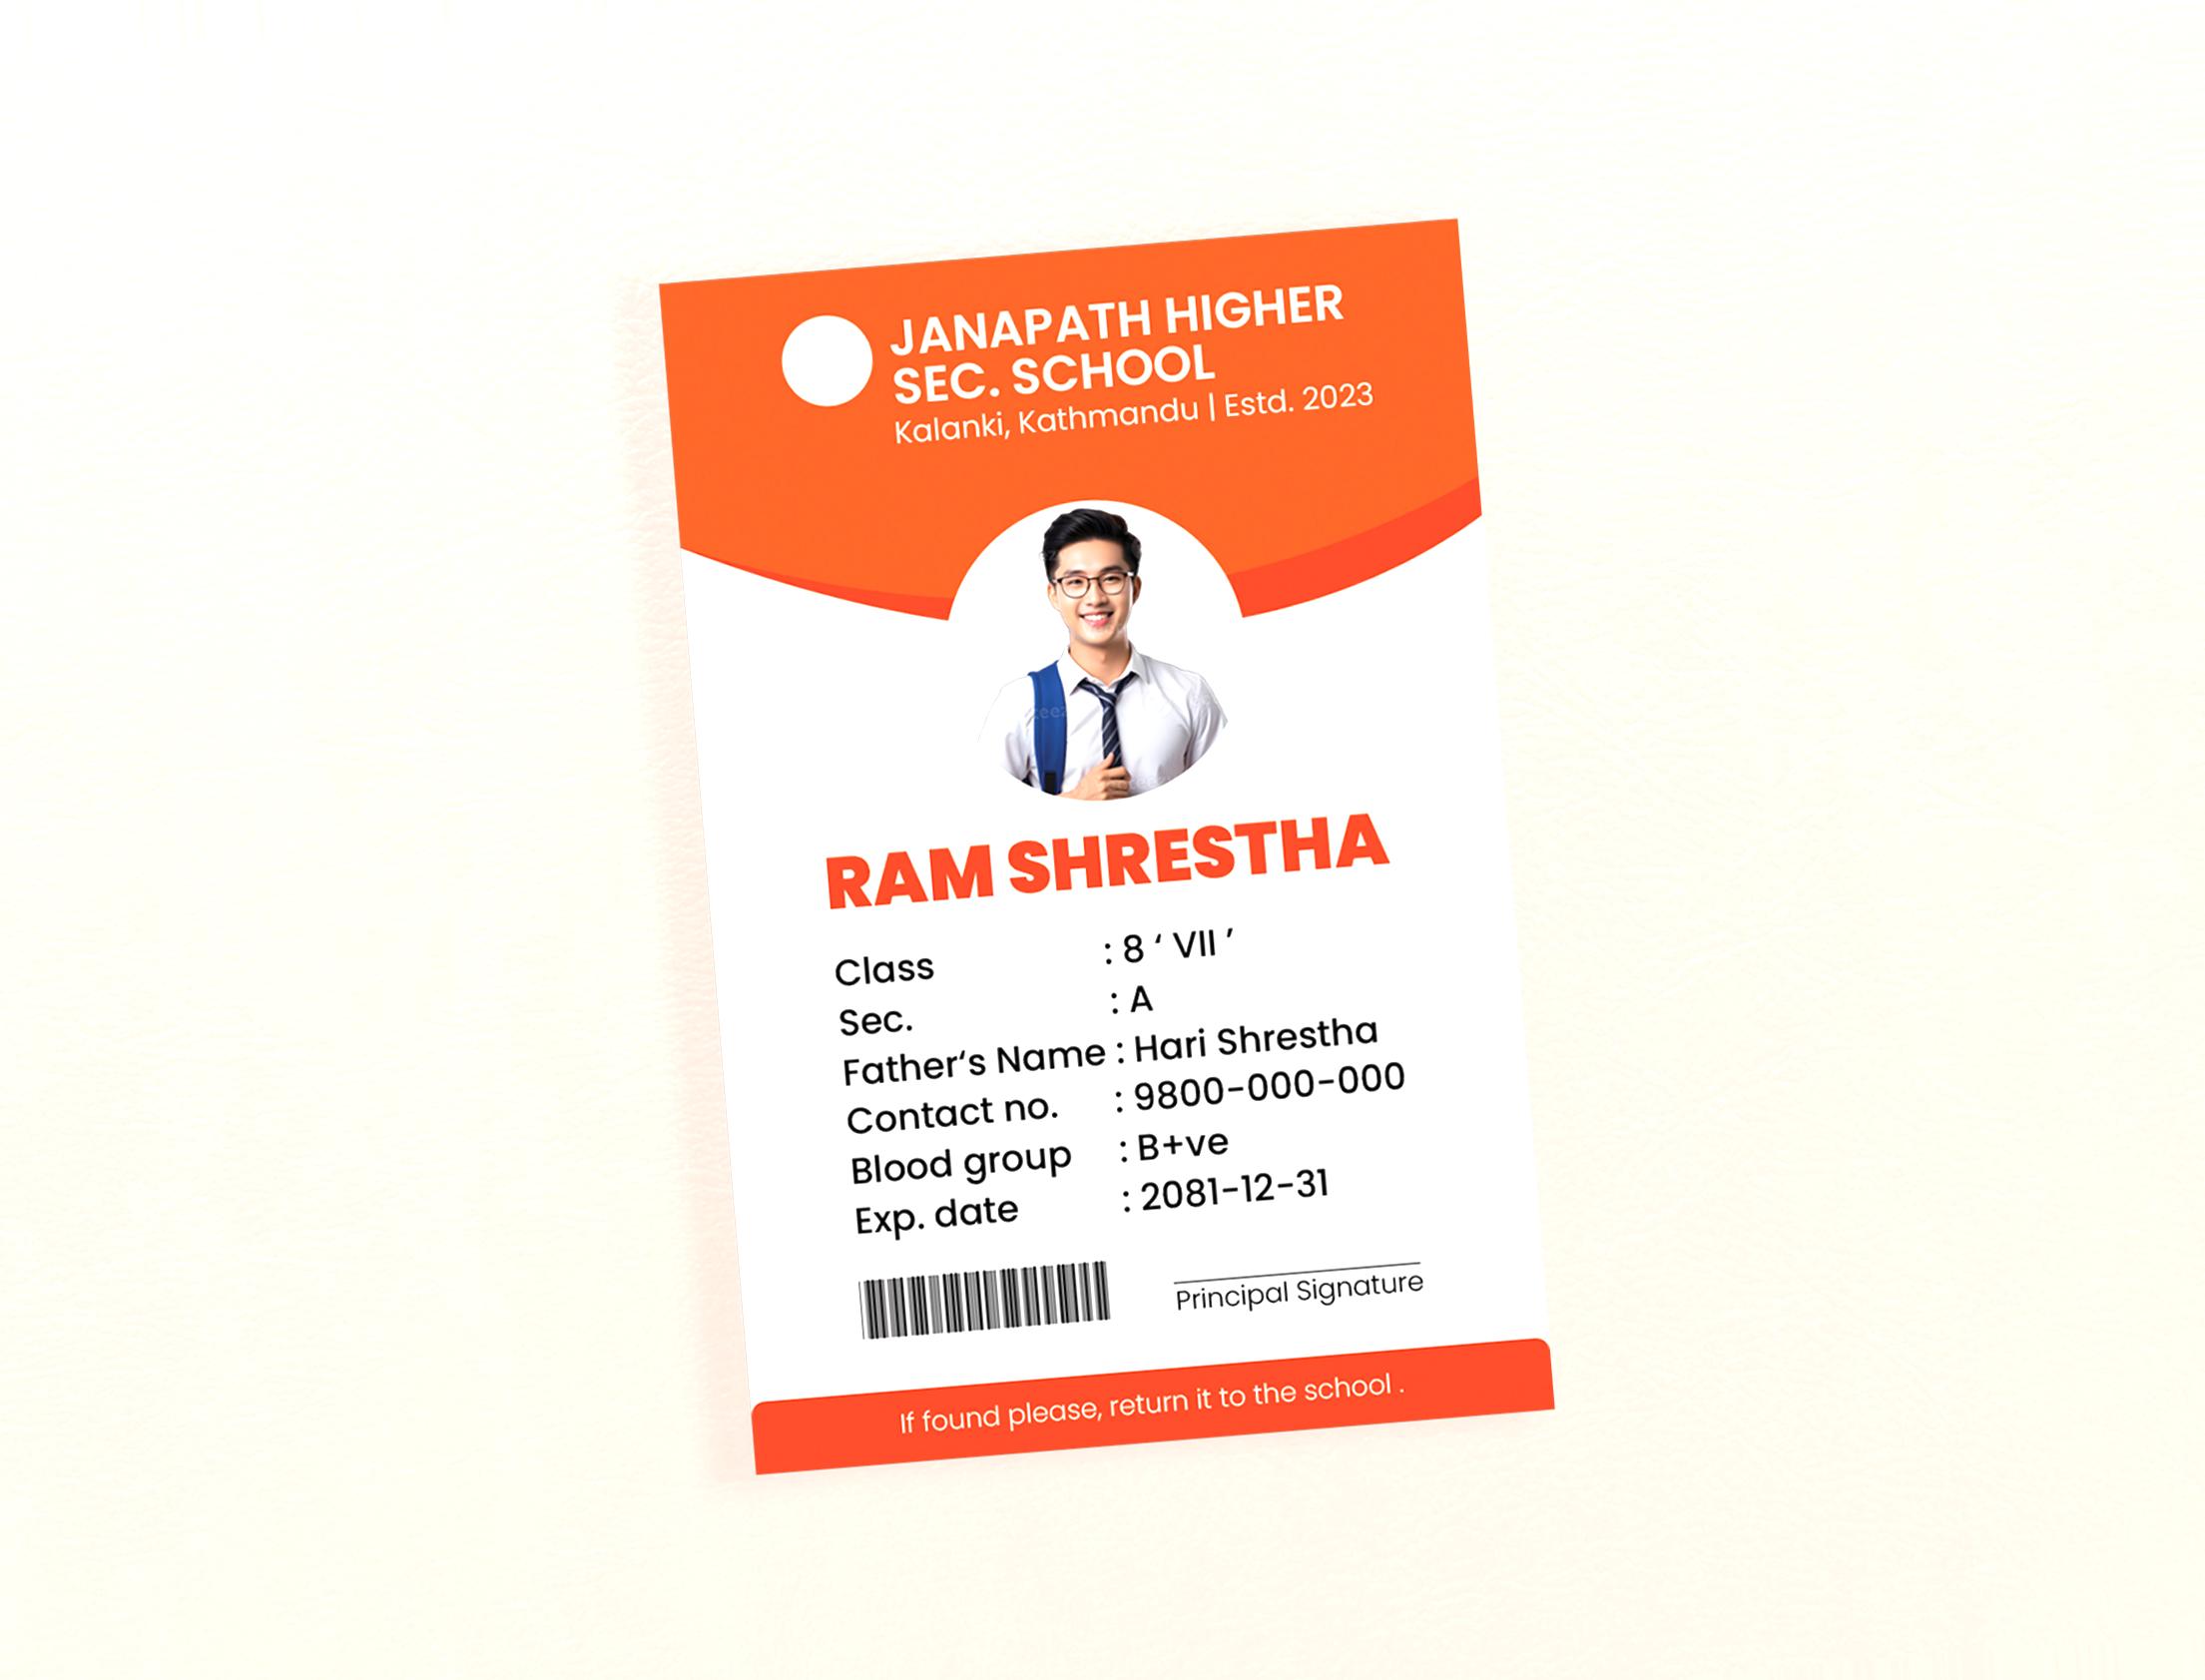 JANAPATH HIGHER
SEC. SCHOOL
Kalanki, Kathmandu | Estd. 2023
RAM SHRESTHA
Class : 8 ‘ VII ’
Sec. : A
Father‘s Name : Hari Shrestha
Contact no. : 9800-000-000
Blood group : B+ve
Exp. date : 2081-12-31
Principal Signature
If found please, return it to the school .